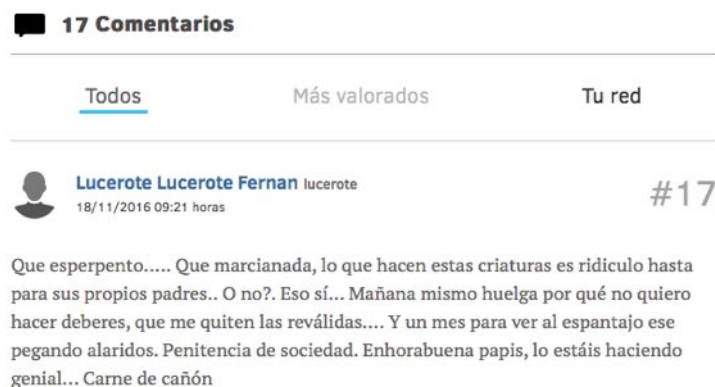 17 Comentarios
Todos Más valorados Tu red
Lucerote Lucerote Fernan lucerote #17
18/11/2016 09:21 horas
Que esperpento..... Que marcianada, lo que hacen estas criaturas es ridiculo hasta
para sus propios padres.. O no?. Eso sí... Mañana mismo huelga por qué no quiero
hacer deberes, que me quiten las reválidas.... Y un mes para ver al espantajo ese
pegando alaridos. Penitencia de sociedad. Enhorabuena papis, lo estáis haciendo
genial... Carne de cañón